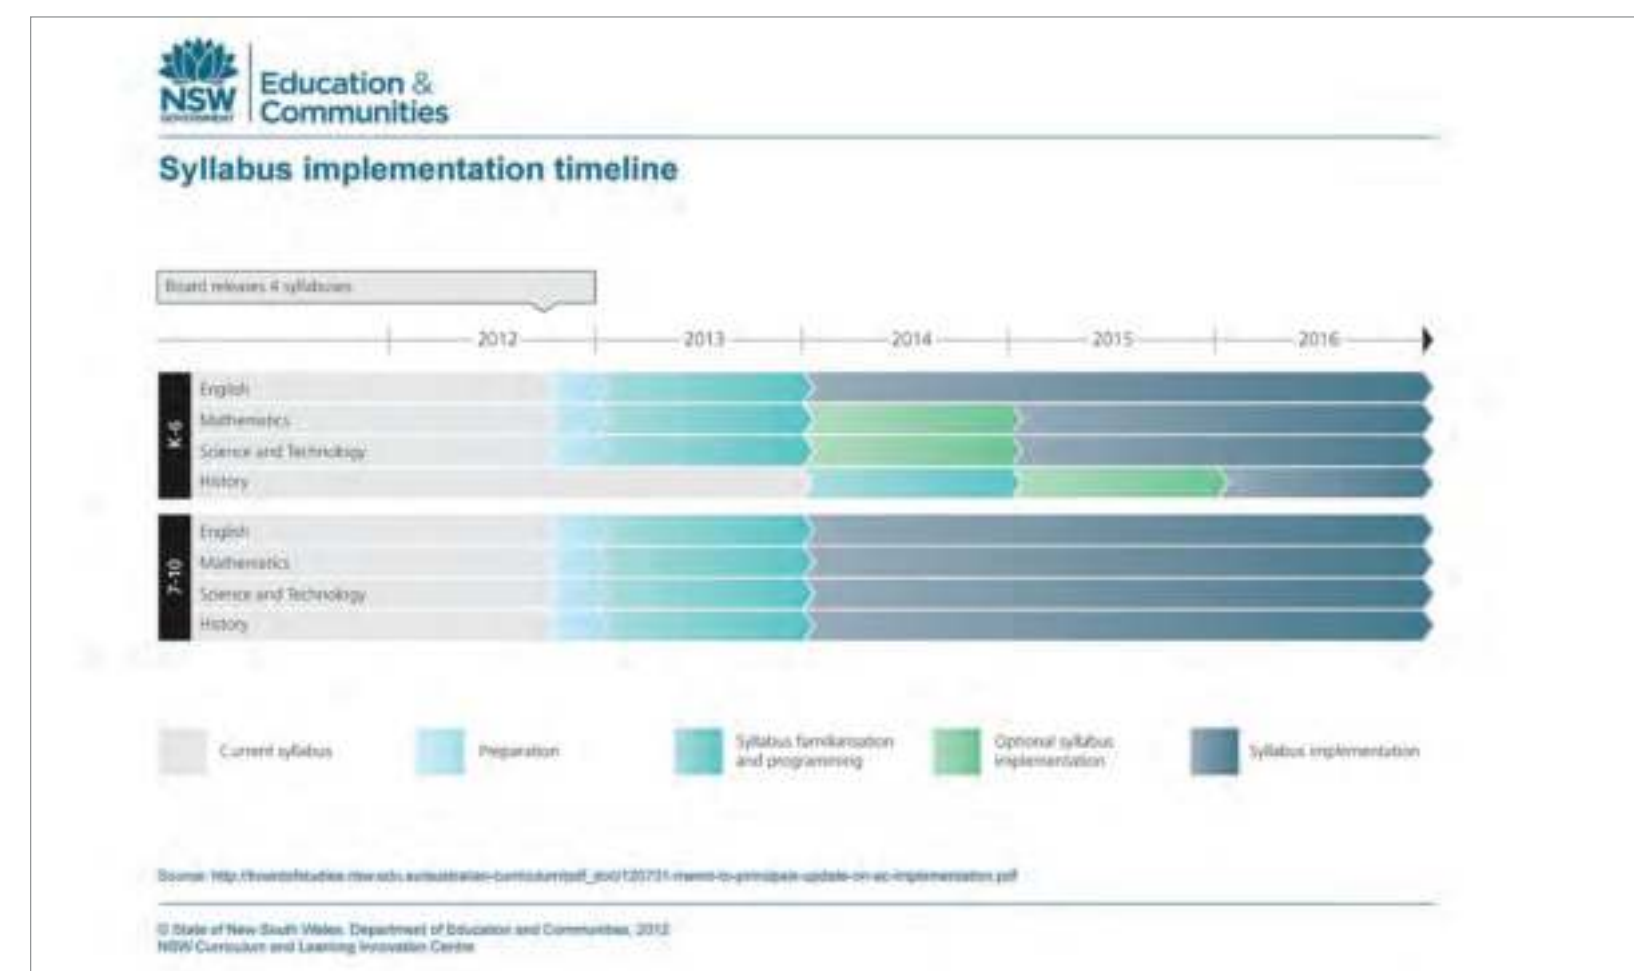 Education &
Communities
NSW
GOVERNMENT
Syllabus implementation timeline
Board releases 4 syllabuses
2012 2013 2014 2015 2016
K-6
English
Mathematics
Science and Technology
History
7-10
English
Mathematics
Science and Technology
History
Current syllabus
Preparation
Syllabus familiarisation
and programming
Optional syllabus
implementation
Syllabus implementation
Source:
© State of New South Wales, Department of Education and Communities, 2012
NSW Curriculum and Learning Innovation Centre